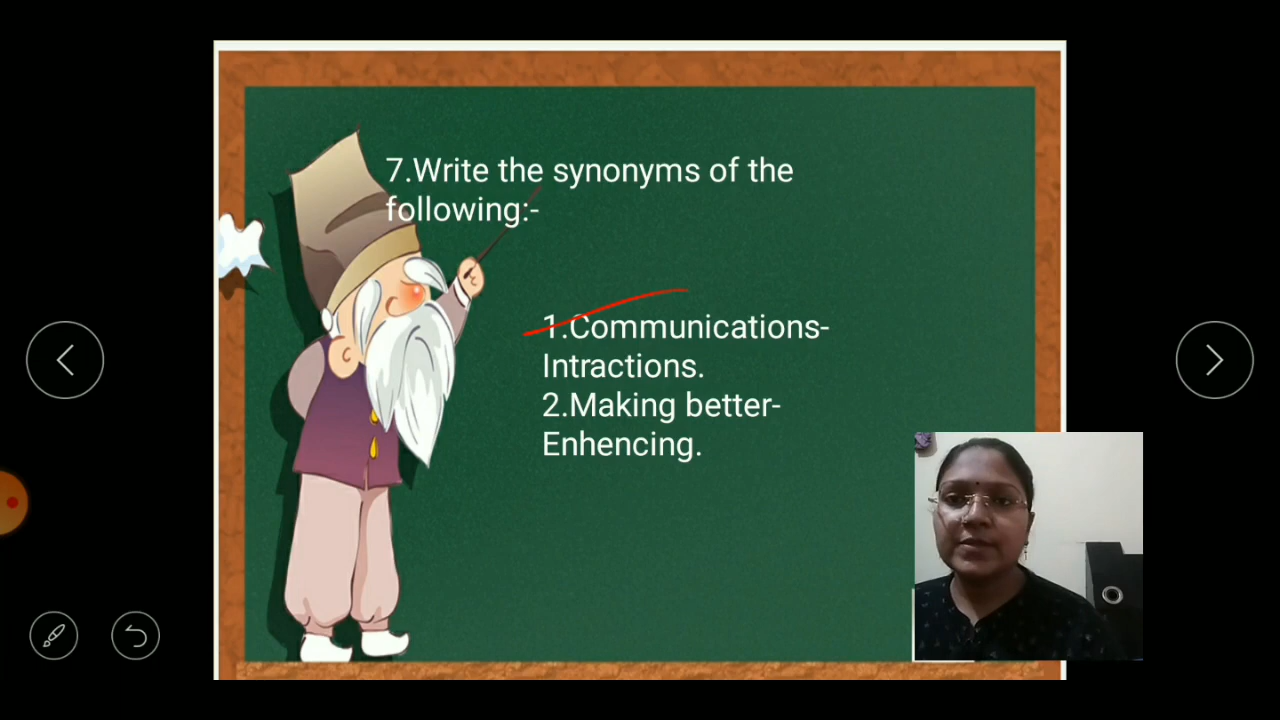 7.Write the synonyms of the
following:-
1.Communications-
Intractions.
2.Making better-
Enhencing.